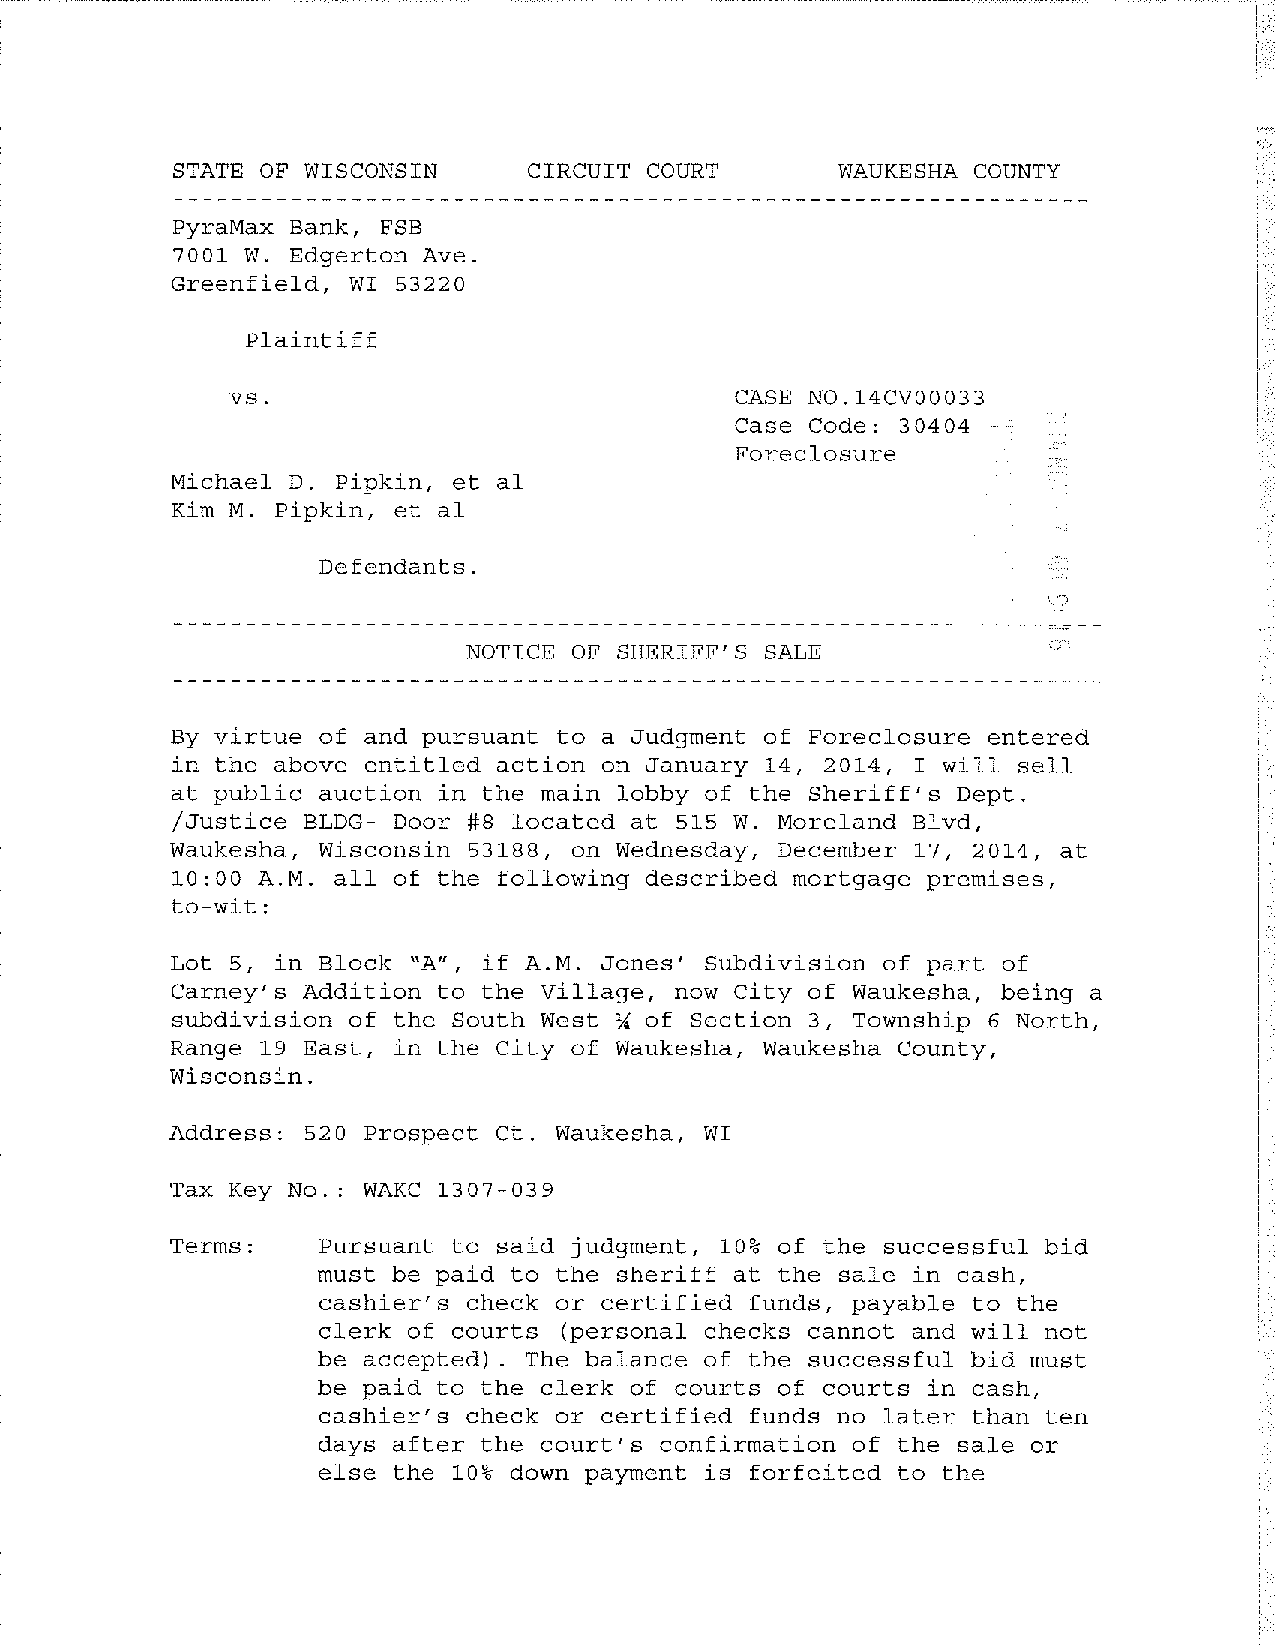 STATE OF WISCONSIN CIRCUIT COURT WAUKESHA COUNTY
PyraMax Bank, FSB
7001 W. Edgerton Ave.
Greenfield, WI 53220
Plaintiff
vs. CASE NO.14CV00033
Case Code: 30404
Foreclosure
Michael D. Pipkin, et al
Kim M. Pipkin, et al
Defendants.
NOTICE OF SHERIFF'S SALE
By virtue of and pursuant to a Judgment of Foreclosure entered
in the above entitled action on January 14, 2014, I will sell
at public auction in the main lobby of the Sheriff's Dept.
/Justice BLDG- Door #8 located at 515 W. Moreland Blvd,
Waukesha, Wisconsin 53188, on Wednesday, December 17, 2014, at
10:00 A.M. all of the following described mortgage premises,
to-wit:
Lot 5, in Block "A", if A.M. Jones' Subdivision of part of
Carney's Addition to the Village, now City of Waukesha, being a
subdivision of the South West ¼ of Section 3, Township 6 North,
Range 19 East, in the City of Waukesha, Waukesha County,
Wisconsin.
Address: 520 Prospect Ct. Waukesha, WI
Tax Key No.: WAKC 1307-039
Terms: Pursuant to said judgment, 10% of the successful bid
must be paid to the sheriff at the sale in cash,
cashier's check or certified funds, payable to the
clerk of courts (personal checks cannot and will not
be accepted). The balance of the successful bid must
be paid to the clerk of courts of courts in cash,
cashier's check or certified funds no later than ten
days after the court's confirmation of the sale or
else the 10% down payment is forfeited to the